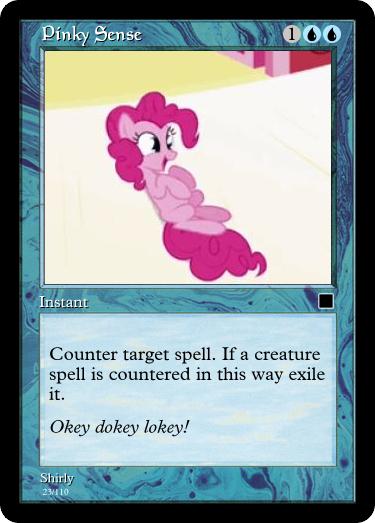 Pinky Sense 1
Instant
Counter target spell. If a creature
spell is countered in this way exile
it.
Okey dokey lokey!
Shirly
23/110